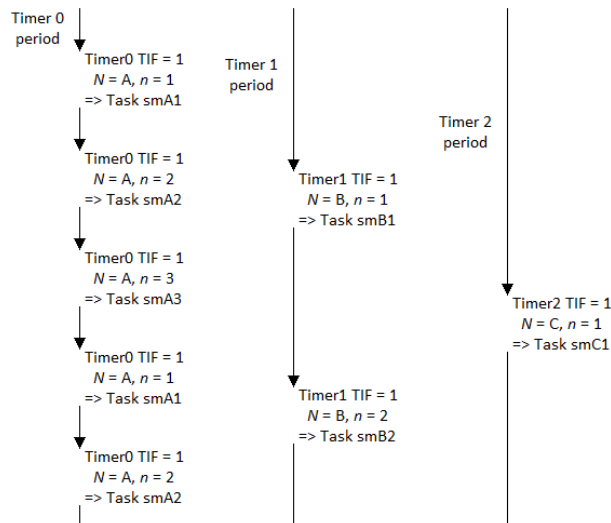 Timer 0
period
Timer0 TIF = 1
N = A, n = 1
=> Task smA1
Timer0 TIF = 1
N = A, n = 2
=> Task smA2
Timer0 TIF = 1
N = A, n = 3
=> Task smA3
Timer0 TIF = 1
N = A, n = 1
=> Task smA1
Timer0 TIF = 1
N = A, n = 2
=> Task smA2
Timer 1
period
Timer1 TIF = 1
N = B, n = 1
=> Task smB1
Timer1 TIF = 1
N = B, n = 2
=> Task smB2
Timer 2
period
Timer2 TIF = 1
N = C, n = 1
=> Task smC1